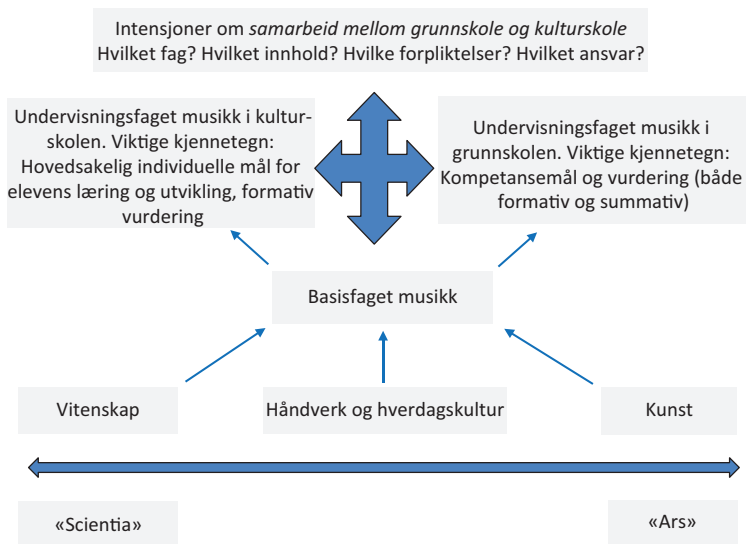 Intensjoner om samarbeid mellom grunnskole og kulturskole
Hvilket fag? Hvilket innhold? Hvilke forpliktelser? Hvilket ansvar?
Undervisningsfaget musikk i kultur-
skolen. Viktige kjennetegn:
Hovedsakelig individuelle mål for
elevens læring og utvikling, formativ
vurdering
Undervisningsfaget musikk i
grunnskolen. Viktige kjennetegn:
Kompetansemål og vurdering (både
formativ og summativ)
Basisfaget musikk
Vitenskap
Håndverk og hverdagskultur
Kunst
«Scientia»
«Ars»